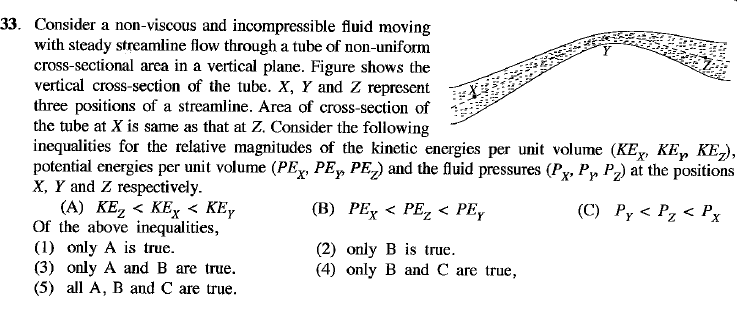 33. Consider a non-viscous and incompressible fluid moving
with steady streamline flow through a tube of non-uniform
cross-sectional area in a vertical plane. Figure shows the
vertical cross-section of the tube. X, Y and Z represent
three positions of a streamline. Area of cross-section of
the tube at X is same as that at Z. Consider the following
inequalities for the relative magnitudes of the kinetic energies per unit volume (KE_X, KE_Y, KE_Z),
potential energies per unit volume (PE_X, PE_Y, PE_Z) and the fluid pressures (P_X, P_Y, P_Z) at the positions
X, Y and Z respectively.
(A) KE_Z < KE_X < KE_Y (B) PE_X < PE_Z < PE_Y (C) P_Y < P_Z < P_X
Of the above inequalities,
(1) only A is true. (2) only B is true.
(3) only A and B are true. (4) only B and C are true,
(5) all A, B and C are true.
X
Y
Z